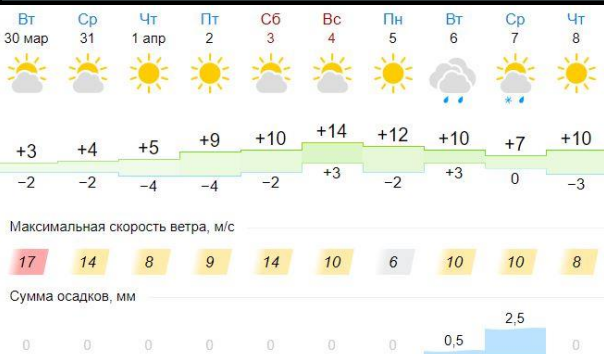 Вт Ср Чт Пт Сб Вс Пн Вт Ср Чт
30 мар 31 1 апр 2 3 4 5 6 7 8
+3 +4 +5 +9 +10 +14 +12 +10 +7 +10
−2 −2 −4 −4 −2 +3 −2 +3 0 −3
Максимальная скорость ветра, м/с
17 14 8 9 14 10 6 10 10 8
Сумма осадков, мм
0 0 0 0 0 0 0 0,5 2,5 0